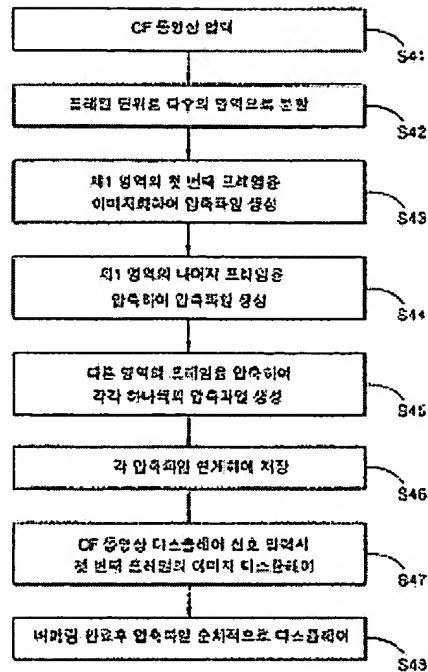 CF 동영상 입력
S41
프레임 단위로 다수의 영역으로 분할
S42
제1 영역의 첫 번째 프레임을
이미지화하여 압축파일 생성
S43
제1 영역의 나머지 프레임을
압축하여 압축파일 생성
S44
다른 영역의 프레임을 압축하여
각각 하나씩의 압축파일 생성
S45
각 압축파일 연계하여 저장
S46
CF 동영상 디스플레이 신호 입력시
첫 번째 프레임의 이미지 디스플레이
S47
버퍼링 완료후 압축파일 순차적으로 디스플레이
S48